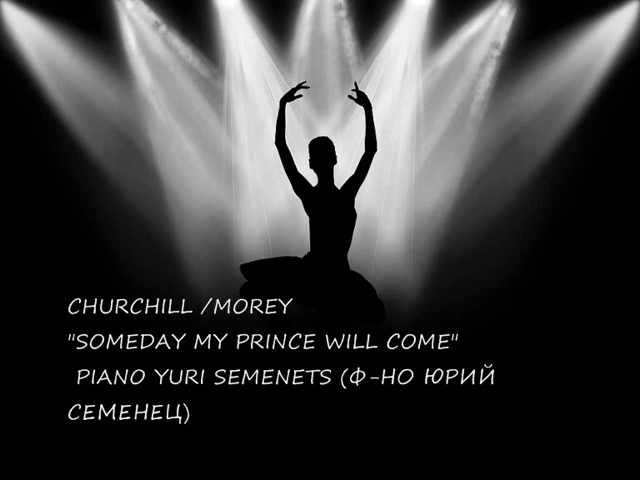 CHURCHILL /MOREY
"SOMEDAY MY PRINCE WILL COME"
PIANO YURI SEMENETS (Ф-НО ЮРИЙ
СЕМЕНЕЦ)